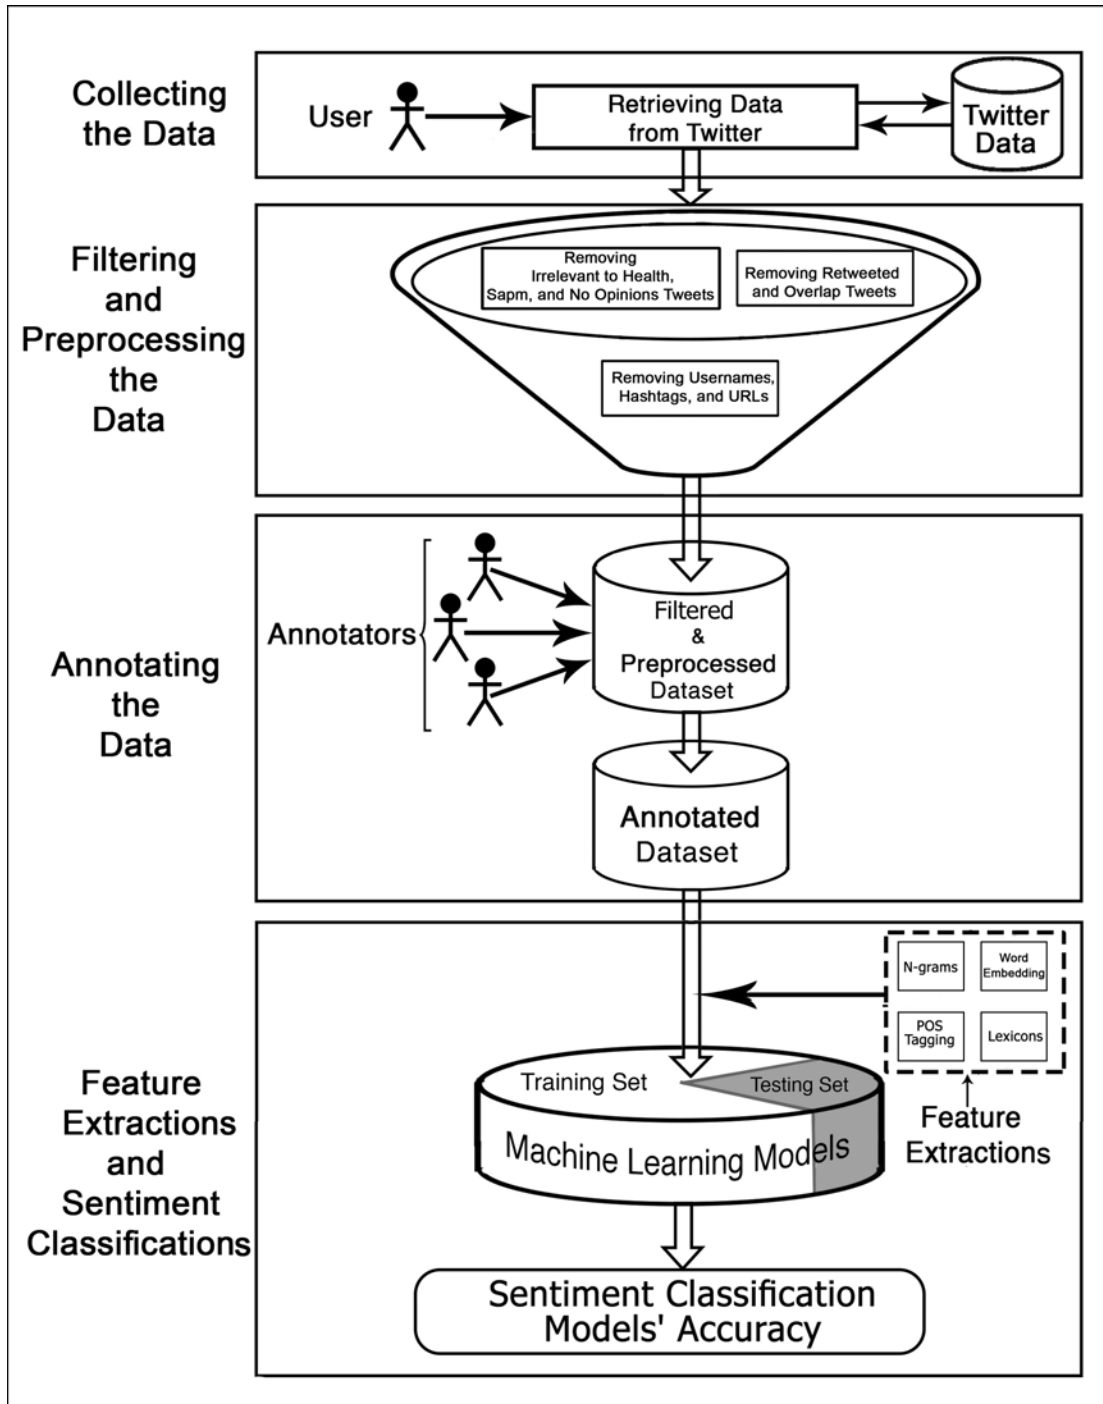 Collecting
the Data
User
Retrieving Data
from Twitter
Twitter
Data
Filtering
and
Preprocessing
the
Data
Removing
Irrelevant to Health,
Sapm, and No Opinions Tweets
Removing Retweeted
and Overlap Tweets
Removing Usernames,
Hashtags, and URLs
Annotating
the
Data
Annotators
Filtered
&
Preprocessed
Dataset
Annotated
Dataset
Feature
Extractions
and
Sentiment
Classifications
N-grams
Word
Embedding
POS
Tagging
Lexicons
Feature
Extractions
Training Set
Testing Set
Machine Learning Models
Sentiment Classification
Models' Accuracy